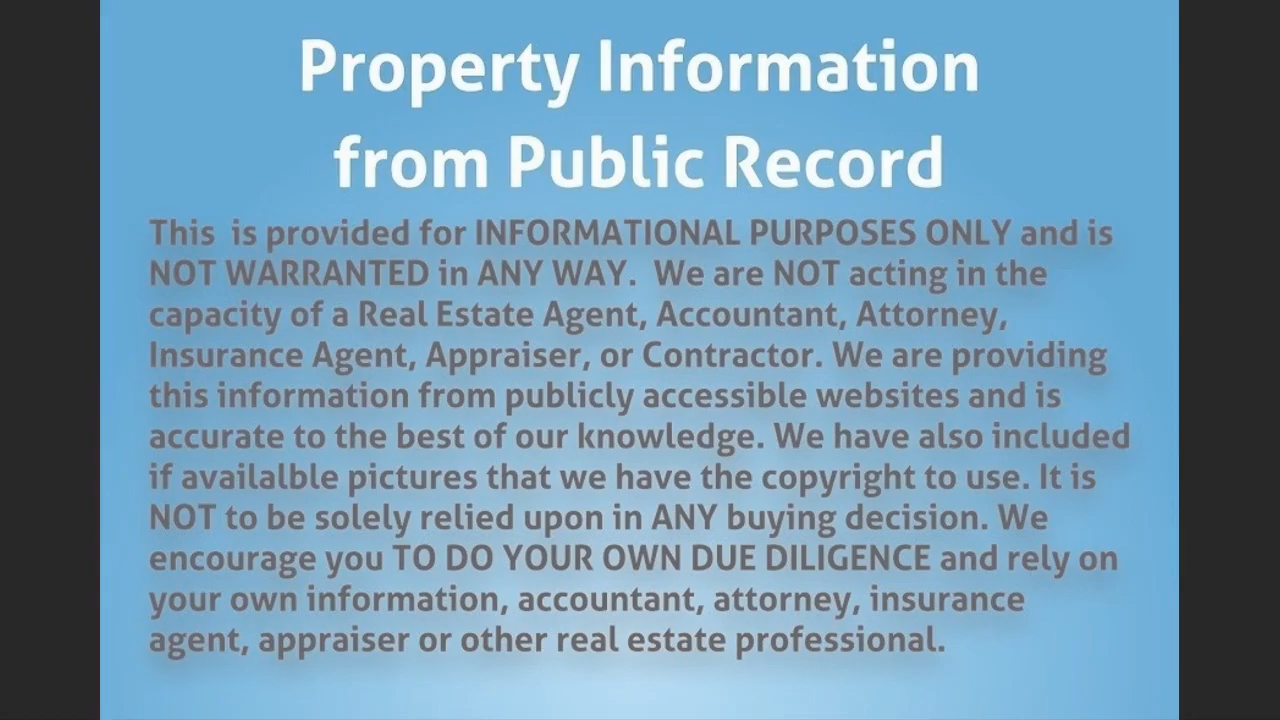 Property Information
from Public Record
This  is provided for INFORMATIONAL PURPOSES ONLY and is
NOT WARRANTED in ANY WAY.  We are NOT acting in the
capacity of a Real Estate Agent, Accountant, Attorney,
Insurance Agent, Appraiser, or Contractor. We are providing
this information from publicly accessible websites and is
accurate to the best of our knowledge. We have also included
if availalble pictures that we have the copyright to use. It is
NOT to be solely relied upon in ANY buying decision. We
encourage you TO DO YOUR OWN DUE DILIGENCE and rely on
your own information, accountant, attorney, insurance
agent, appraiser or other real estate professional.